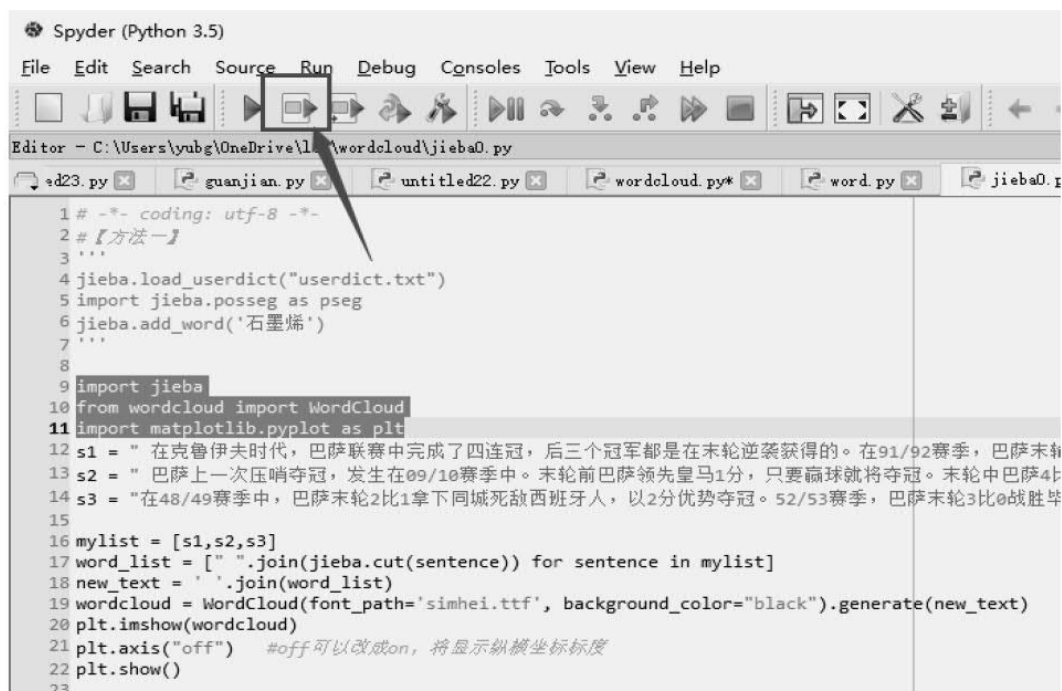 Spyder (Python 3.5)
File Edit Search Source Run Debug Consoles Tools View Help
Editor - C:\Users\yubg\OneDrive\ \wordcloud\jieba0.py
ed23.py guanjian.py untitled22.py wordcloud.py* word.py jieba0.p
1 # -*- coding: utf-8 -*-
2 #【方法一】
3 '''
4 jieba.load_userdict("userdict.txt")
5 import jieba.posseg as pseg
6 jieba.add_word('石墨烯')
7 '''
8
9 import jieba
10 from wordcloud import WordCloud
11 import matplotlib.pyplot as plt
12 s1 = " 在克鲁伊夫时代，巴萨联赛中完成了四连冠，后三个冠军都是在末轮逆袭获得的。在91/92赛季，巴萨末轮
13 s2 = " 巴萨上一次压哨夺冠，发生在09/10赛季中。末轮前巴萨领先皇马1分，只要赢球就将夺冠。末轮中巴萨4比
14 s3 = "在48/49赛季中，巴萨末轮2比1拿下同城死敌西班牙人，以2分优势夺冠。52/53赛季，巴萨末轮3比0战胜毕
15
16 mylist = [s1,s2,s3]
17 word_list = [" ".join(jieba.cut(sentence)) for sentence in mylist]
18 new_text = ' '.join(word_list)
19 wordcloud = WordCloud(font_path='simhei.ttf', background_color="black").generate(new_text)
20 plt.imshow(wordcloud)
21 plt.axis("off") #off可以改成on，将显示纵横坐标标度
22 plt.show()
23